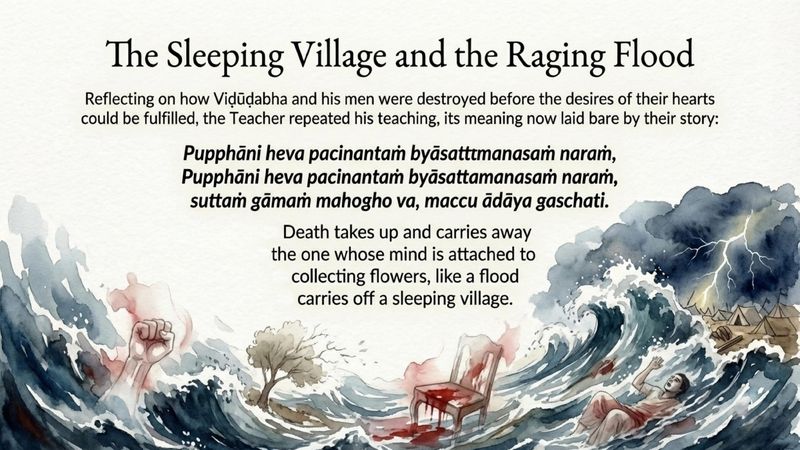 The Sleeping Village and the Raging Flood
Reflecting on how Viḍūḍabha and his men were destroyed before the desires of their hearts
could be fulfilled, the Teacher repeated his teaching, its meaning now laid bare by their story:
Pupphāni heva pacinantaṁ byāsatttmanasaṁ naraṁ,
Pupphāni heva pacinantaṁ byāsattamanasaṁ naraṁ,
suttaṁ gāmaṁ mahogho va, maccu ādāya gaschati.
Death takes up and carries away
the one whose mind is attached to
collecting flowers, like a flood
carries off a sleeping village.